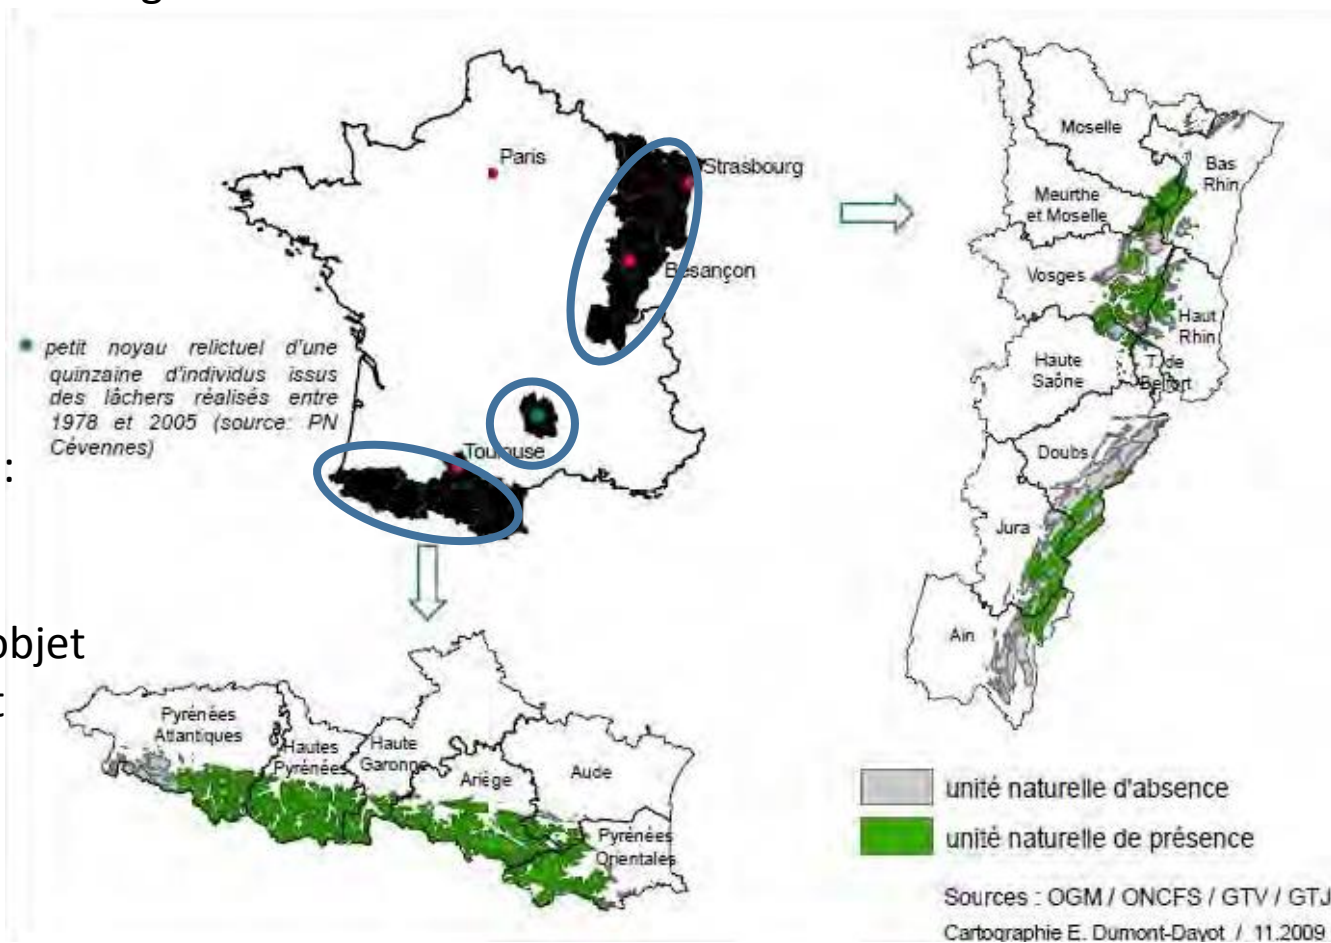 g
Paris
Strasbourg
Besançon
Toulouse
petit noyau relictuel d'une
quinzaine d'individus issus
des lâchers réalisés entre
1978 et 2005 (source: PN
Cévennes)
:
objet
t
Moselle
Bas
Rhin
Meurthe
et Moselle
Vosges
Haut
Rhin
Haute
Saône
T. de
Belfort
Doubs
Jura
Ain
Pyrénées
Atlantiques
Hautes
Pyrénées
Haute
Garonne
Ariège
Aude
Pyrénées
Orientales
unité naturelle d'absence
unité naturelle de présence
Sources : OGM / ONCFS / GTV / GTJ
Cartographie E. Dumont-Dayot / 11.2009